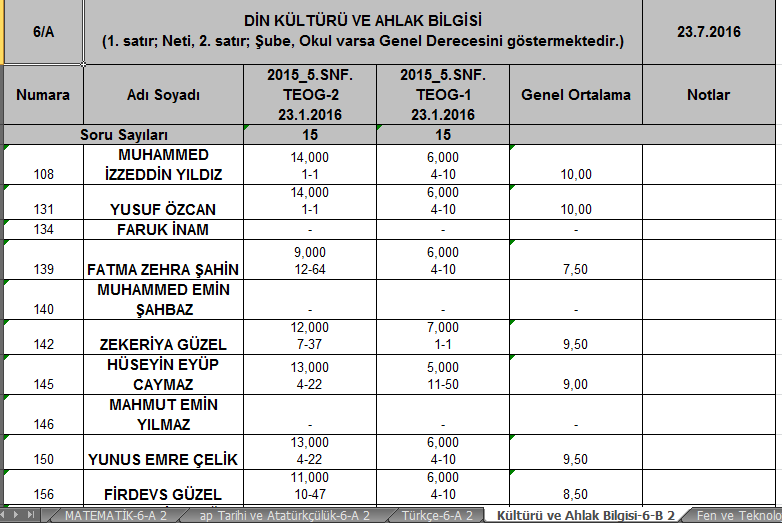 6/A
DİN KÜLTÜRÜ VE AHLAK BİLGİSİ
(1. satır; Neti, 2. satır; Şube, Okul varsa Genel Derecesini göstermektedir.)
23.7.2016
Numara
Adı Soyadı
2015_5.SNF.
TEOG-2
23.1.2016
2015_5.SNF.
TEOG-1
23.1.2016
Genel Ortalama
Notlar
Soru Sayıları 15 15
108
MUHAMMED
İZZEDDİN YILDIZ
14,000
1-1
6,000
4-10
10,00
131
YUSUF ÖZCAN
14,000
1-1
6,000
4-10
10,00
134 FARUK İNAM - - -
139
FATMA ZEHRA ŞAHİN
9,000
12-64
6,000
4-10
7,50
140
MUHAMMED EMİN
ŞAHBAZ
- - -
142
ZEKERİYA GÜZEL
12,000
7-37
7,000
1-1
9,50
145
HÜSEYİN EYÜP
CAYMAZ
13,000
4-22
5,000
11-50
9,00
146
MAHMUT EMİN
YILMAZ
- - -
150
YUNUS EMRE ÇELİK
13,000
4-22
6,000
4-10
9,50
156
FİRDEVS GÜZEL
11,000
10-47
6,000
4-10
8,50
MATEMATİK-6-A 2 ap Tarihi ve Atatürkçülük-6-A 2 Türkçe-6-A 2 Kültürü ve Ahlak Bilgisi-6-B 2 Fen ve Teknolo